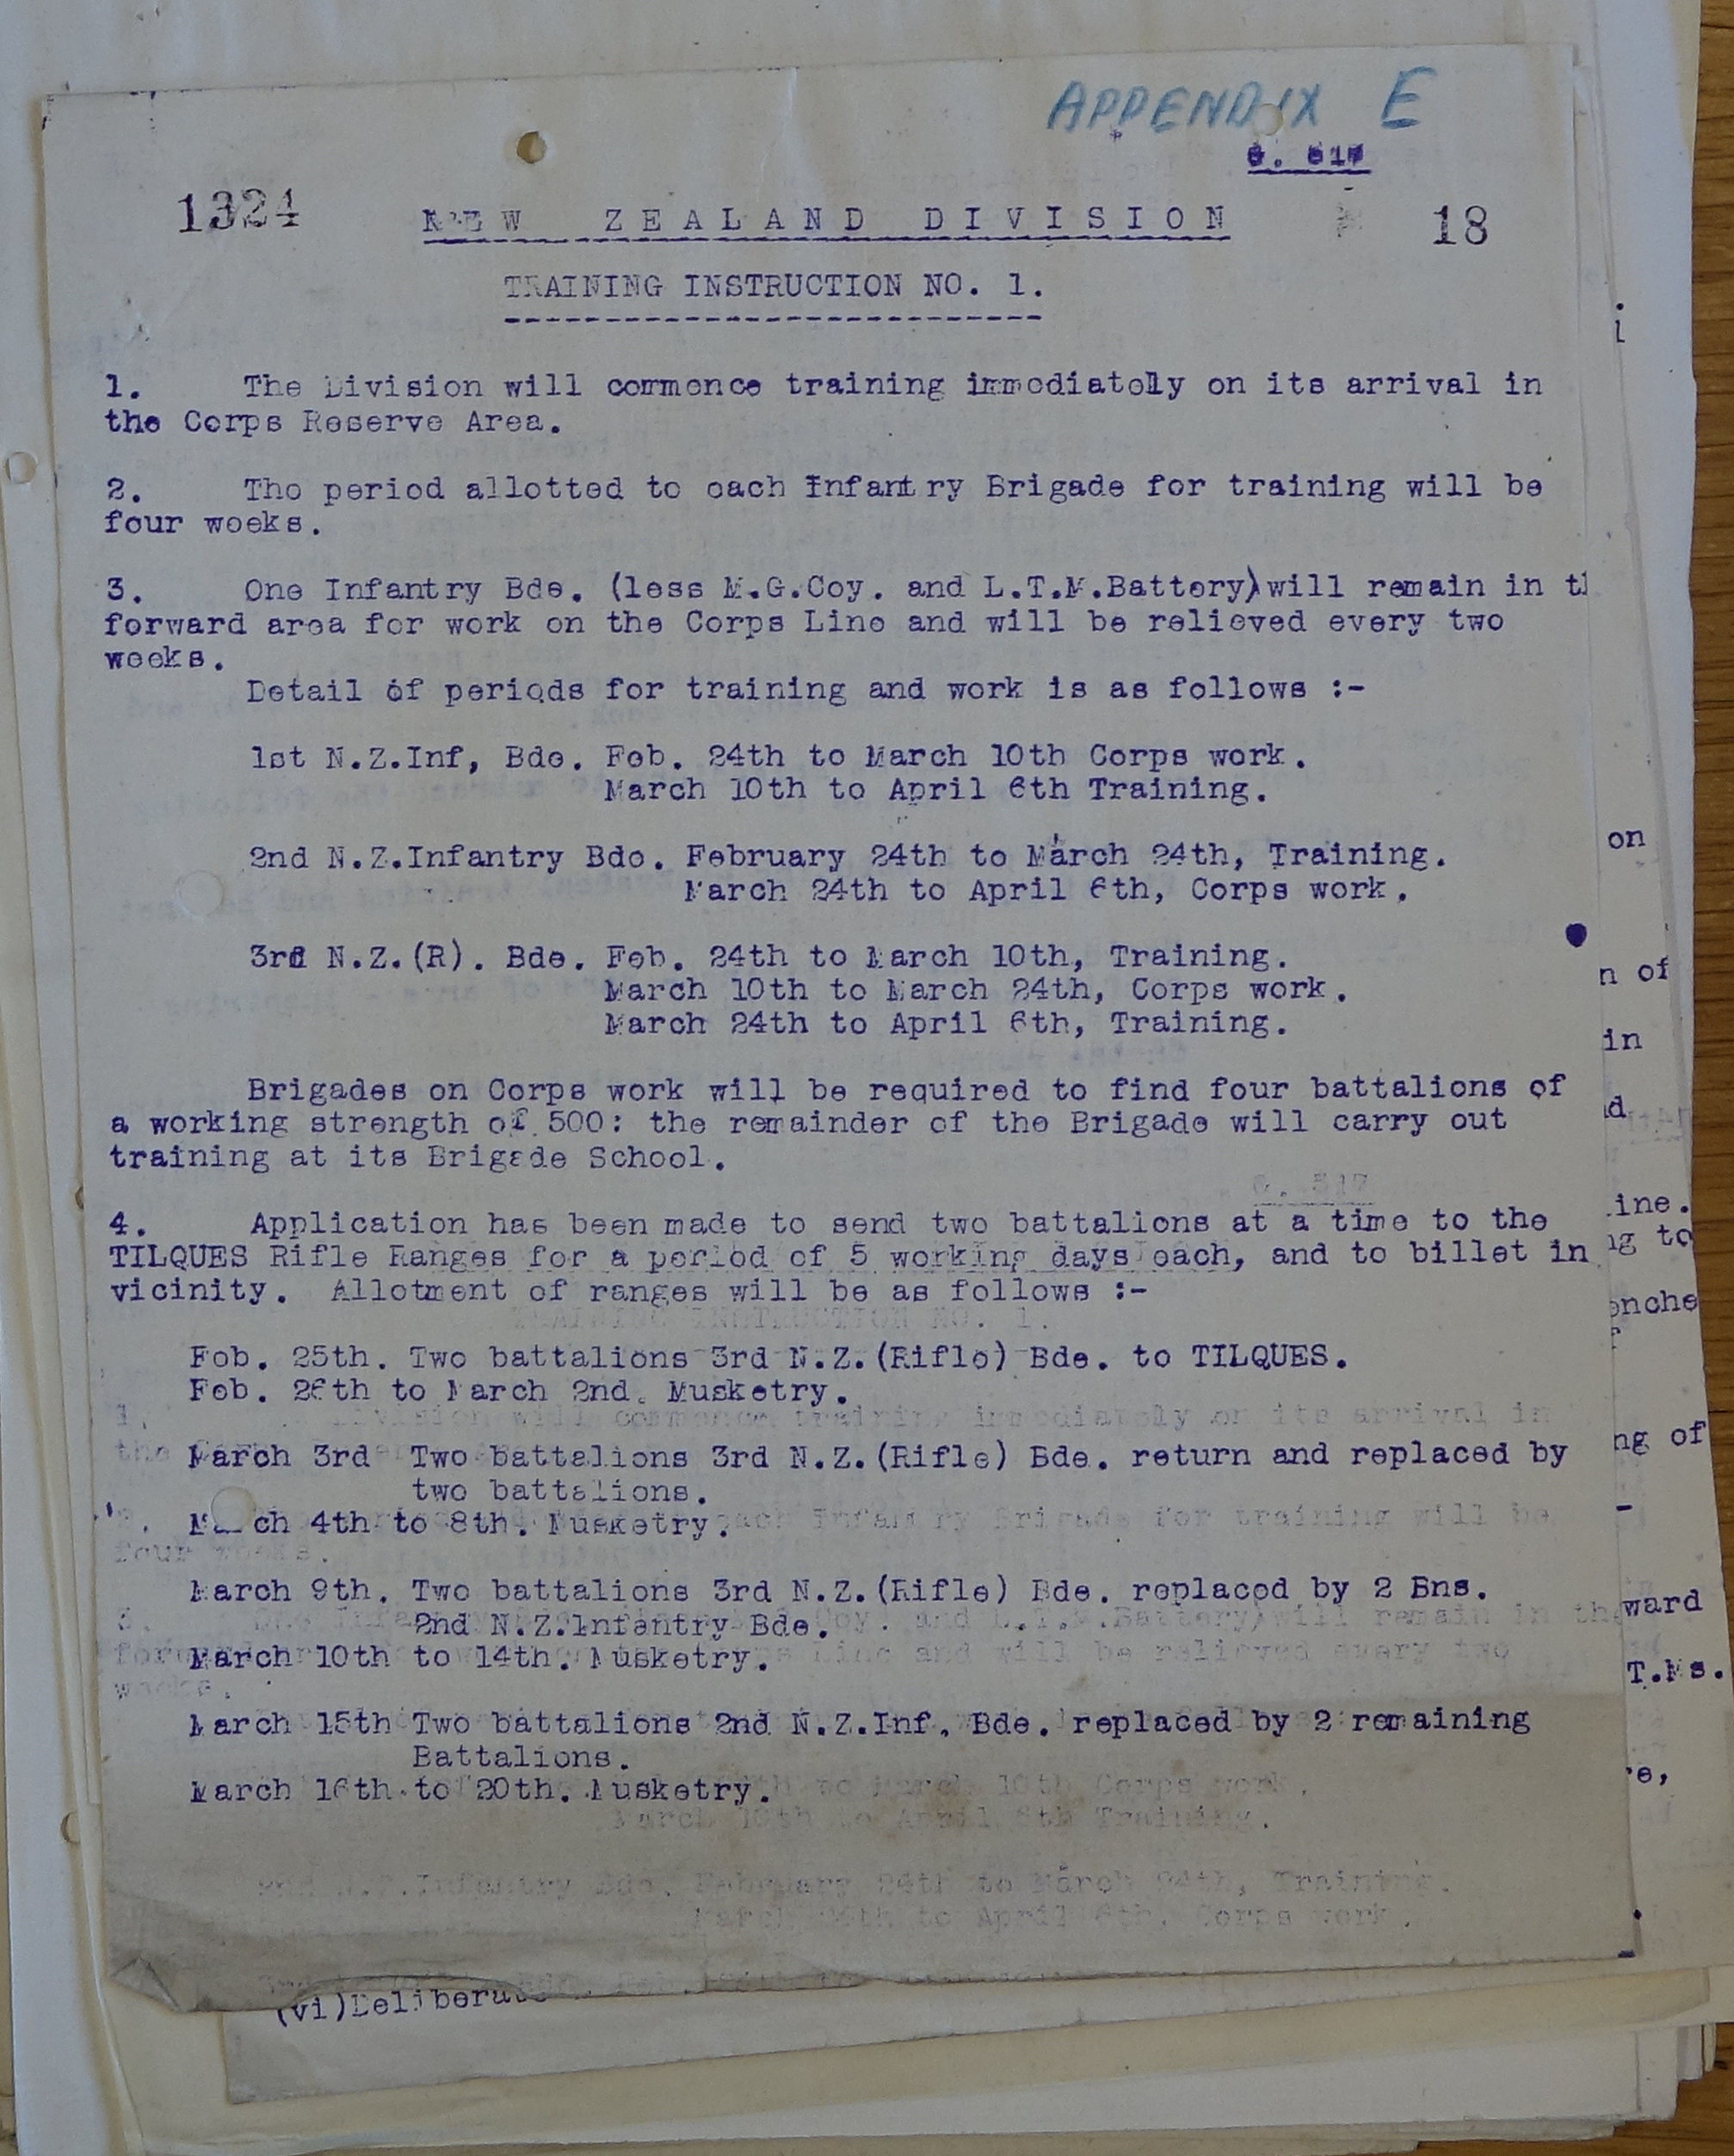 APPENDIX E
G. 517
1324
NEW ZEALAND DIVISION
18
TRAINING INSTRUCTION NO. 1.
1. The Division will commence training immediately on its arrival in
the Corps Reserve Area.
2. The period allotted to each Infantry Brigade for training will be
four weeks.
3. One Infantry Bde. (less M.G.Coy. and L.T.M.Battery)will remain in
forward area for work on the Corps Line and will be relieved every two
weeks.
Detail of periods for training and work is as follows :-
1st N.Z.Inf, Bde. Feb. 24th to March 10th Corps work.
March 10th to April 6th Training.
2nd N.Z.Infantry Bde. February 24th to March 24th, Training.
March 24th to April 6th, Corps work.
3rd N.Z.(R). Bde. Feb. 24th to March 10th, Training.
March 10th to March 24th, Corps work.
March 24th to April 6th, Training.
Brigades on Corps work will be required to find four battalions of
a working strength of 500: the remainder of the Brigade will carry out
training at its Brigade School.
4. Application has been made to send two battalions at a time to the
TILQUES Rifle Ranges for a period of 5 working days each, and to billet in
vicinity. Allotment of ranges will be as follows :-
Feb. 25th. Two battalions 3rd N.Z.(Rifle) Bde. to TILQUES.
Feb. 26th to March 2nd. Musketry.
March 3rd Two battalions 3rd N.Z.(Rifle) Bde. return and replaced by
two battalions.
March 4th to 8th. Musketry.
March 9th. Two battalions 3rd N.Z.(Rifle) Bde. replaced by 2 Bns.
2nd N.Z.Infantry Bde.
March 10th to 14th. Musketry.
March 15th Two battalions 2nd N.Z.Inf. Bde. replaced by 2 remaining
Battalions.
March 16th to 20th. Musketry.
(vi)
on
n of
in
ine.
to
ng of
ward
T.Ms.